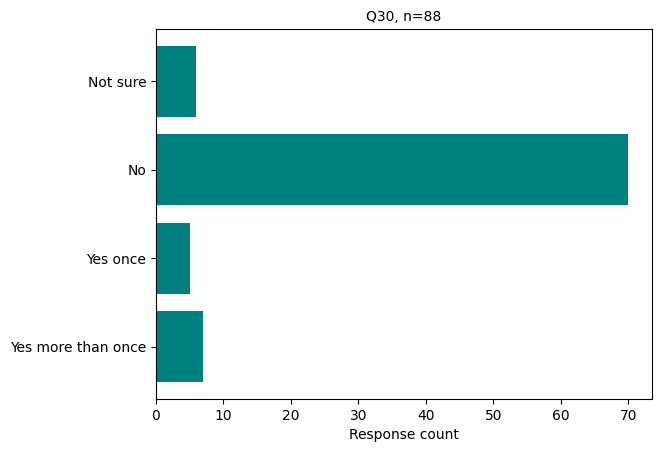 Q30, n=88
Not sure
No
Yes once
Yes more than once
0 10 20 30 40 50 60 70
Response count